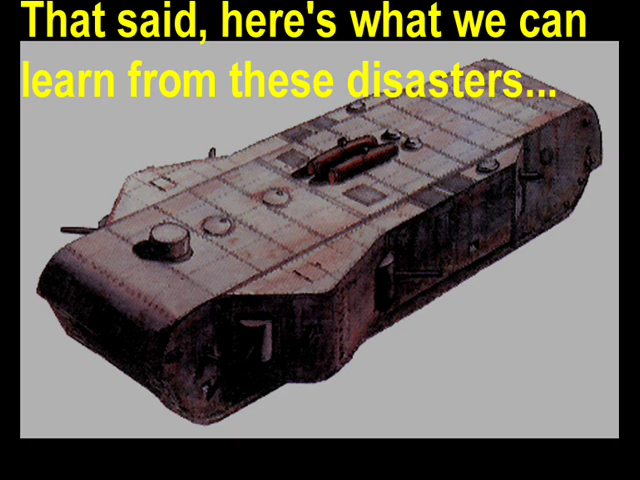 That said, here's what we can
learn from these disasters...